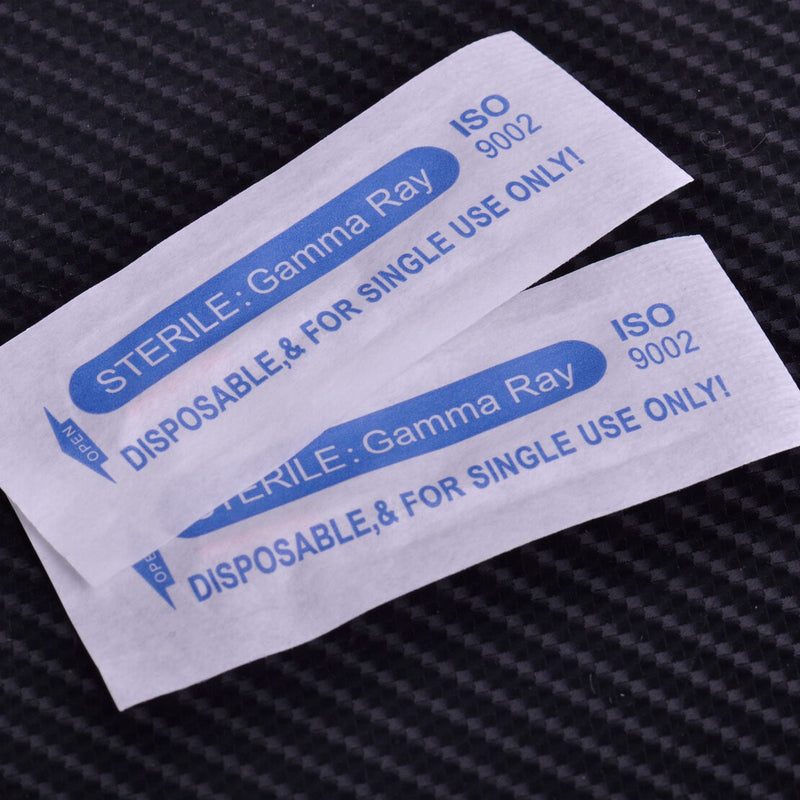 ISO
9002
STERILE: Gamma Ray
DISPOSABLE,& FOR SINGLE USE ONLY!
OPEN
ISO
9002
STERILE: Gamma Ray
DISPOSABLE,& FOR SINGLE USE ONLY!
OPEN